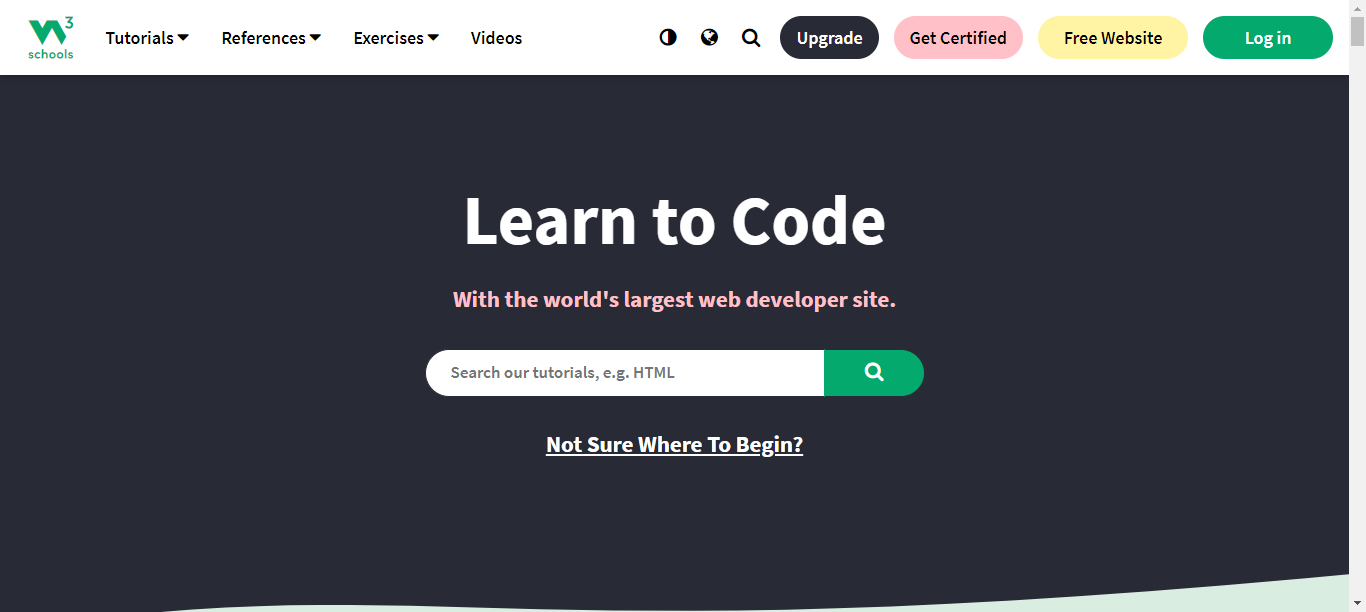 W3 schools
Tutorials References Exercises Videos Upgrade Get Certified Free Website Log in
Learn to Code
With the world's largest web developer site.
Search our tutorials, e.g. HTML
Not Sure Where To Begin?